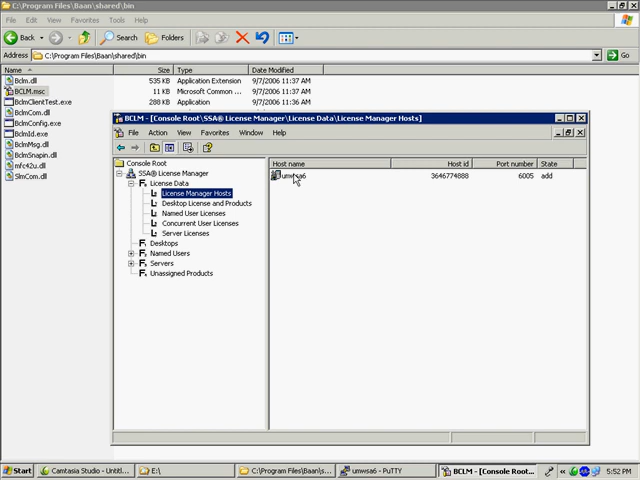 C:\Program Files\Baan\shared\bin
File Edit View Favorites Tools Help
Back Search Folders
Address C:\Program Files\Baan\shared\bin Go
Name Size Type Date Modified
Bclm.dll 535 KB Application Extension 9/7/2006 11:37 AM
BCLM.msc 11 KB Microsoft Common ... 9/7/2006 11:37 AM
BclmClientTest.exe 288 KB Application 9/7/2006 11:36 AM
BclmCom.dll
BclmConfig.exe
BclmId.exe
BclmMsg.dll
BclmSnapin.dll
mfc42u.dll
SlmCom.dll
BCLM - [Console Root\SSA® License Manager\License Data\License Manager Hosts]
File Action View Favorites Window Help
Console Root
SSA® License Manager
License Data
License Manager Hosts
Desktop License and Products
Named User Licenses
Concurrent User Licenses
Server Licenses
Desktops
Named Users
Servers
Unassigned Products
Host name Host id Port number State
umwsa6 3646774888 6005 add
Start Camtasia Studio - Untitl... E:\ C:\Program Files\Baan\s... umwsa6 - PuTTY BCLM - [Console Root... 5:52 PM